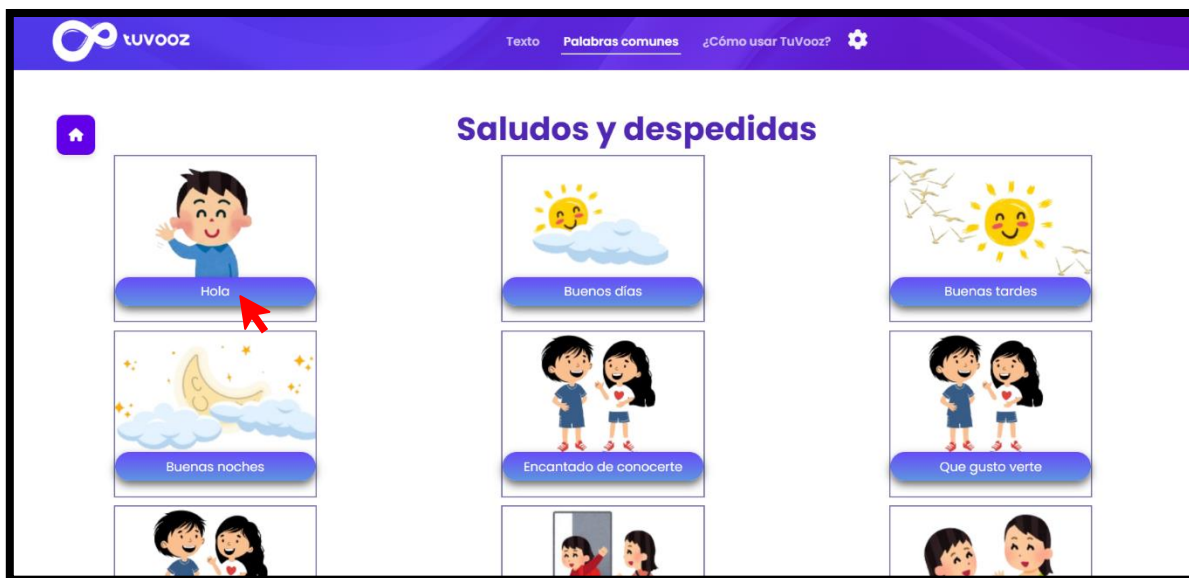 tuvooz
Texto Palabras comunes ¿Cómo usar TuVooz?
Saludos y despedidas
Hola Buenos días Buenas tardes
Buenas noches Encantado de conocerte Que gusto verte